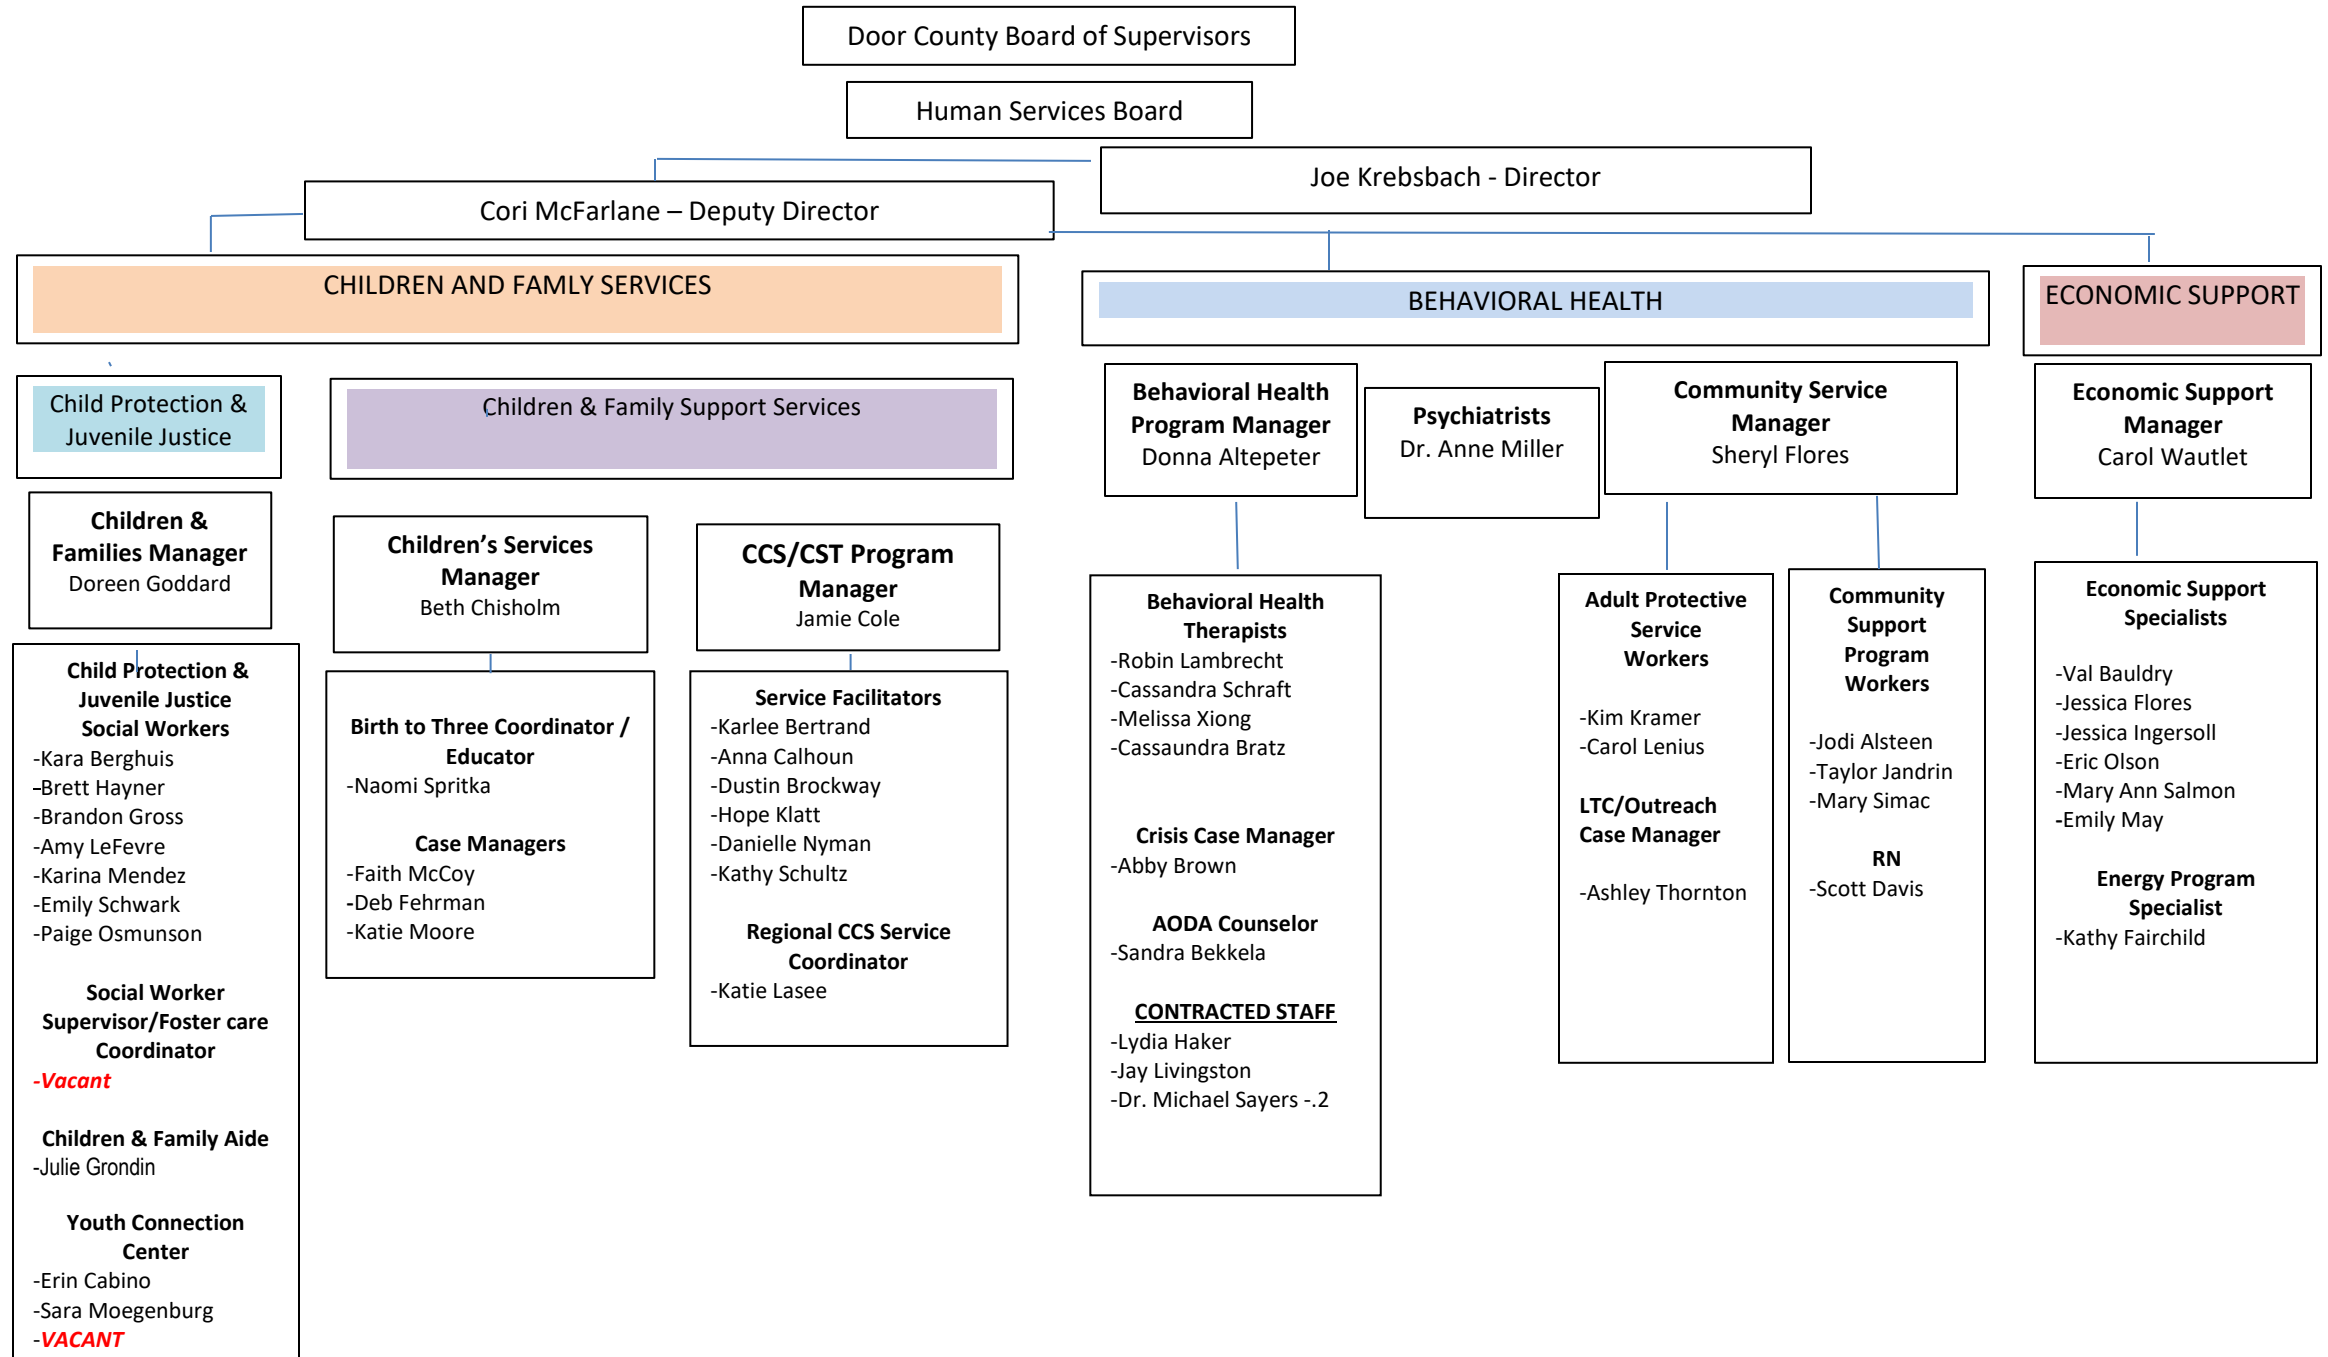 Door County Board of Supervisors
Human Services Board
Joe Krebsbach - Director
Cori McFarlane – Deputy Director
CHILDREN AND FAMLY SERVICES
BEHAVIORAL HEALTH
ECONOMIC SUPPORT
Child Protection &
Juvenile Justice
Children & Family Support Services
Children &
Families Manager
Doreen Goddard
Children's Services
Manager
Beth Chisholm
CCS/CST Program
Manager
Jamie Cole
Behavioral Health
Program Manager
Donna Altepeter
Psychiatrists
Dr. Anne Miller
Community Service
Manager
Sheryl Flores
Economic Support
Manager
Carol Wautlet
Child Protection &
Juvenile Justice
Social Workers
-Kara Berghuis
-Brett Hayner
-Brandon Gross
-Amy LeFevre
-Karina Mendez
-Emily Schwark
-Paige Osmunson
Social Worker
Supervisor/Foster care
Coordinator
-Vacant
Children & Family Aide
-Julie Grondin
Youth Connection
Center
-Erin Cabino
-Sara Moegenburg
-VACANT
Birth to Three Coordinator /
Educator
-Naomi Spritka
Case Managers
-Faith McCoy
-Deb Fehrman
-Katie Moore
Service Facilitators
-Karlee Bertrand
-Anna Calhoun
-Dustin Brockway
-Hope Klatt
-Danielle Nyman
-Kathy Schultz
Regional CCS Service
Coordinator
-Katie Lasee
Behavioral Health
Therapists
-Robin Lambrecht
-Cassandra Schraft
-Melissa Xiong
-Cassaundra Bratz
Crisis Case Manager
-Abby Brown
AODA Counselor
-Sandra Bekkela
CONTRACTED STAFF
-Lydia Haker
-Jay Livingston
-Dr. Michael Sayers -.2
Adult Protective
Service
Workers
-Kim Kramer
-Carol Lenius
LTC/Outreach
Case Manager
-Ashley Thornton
Community
Support
Program
Workers
-Jodi Alsteen
-Taylor Jandrin
-Mary Simac
RN
-Scott Davis
Economic Support
Specialists
-Val Bauldry
-Jessica Flores
-Jessica Ingersoll
-Eric Olson
-Mary Ann Salmon
-Emily May
Energy Program
Specialist
-Kathy Fairchild